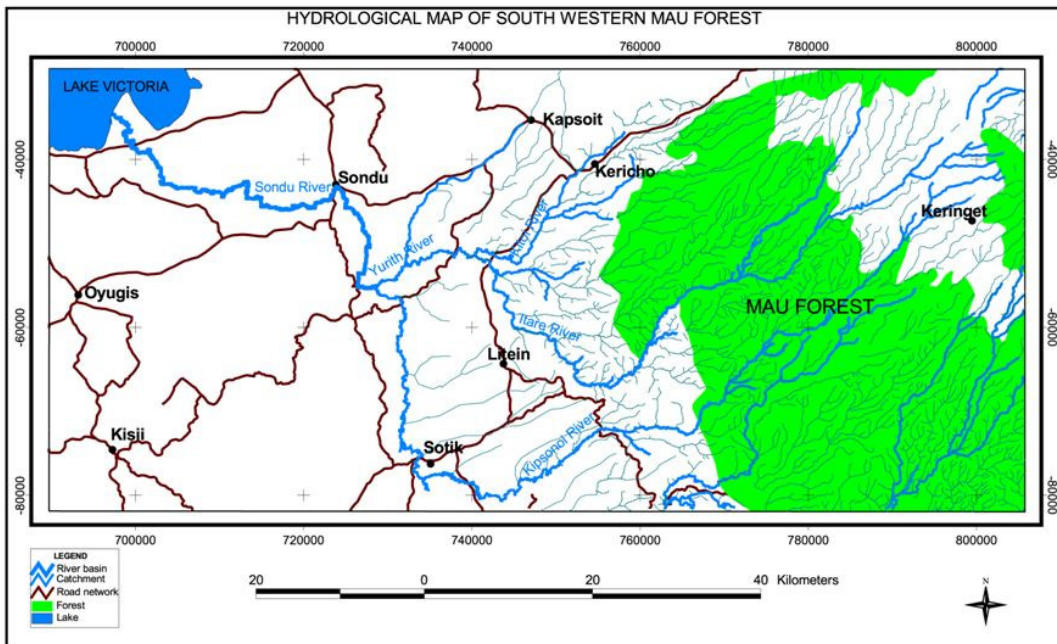 HYDROLOGICAL MAP OF SOUTH WESTERN MAU FOREST
700000 720000 740000 760000 780000 800000
LAKE VICTORIA
Kapsoit
-40000 -40000
Kericho
Sondu
Sondu River
Keringet
Kitoi River
Yurith River
Oyugis
MAU FOREST
Itare River
-60000 -60000
Litein
Kipsonoi River
Kisii
Sotik
-80000 -80000
700000 720000 740000 760000 780000 800000
LEGEND
River basin
Catchment
Road network
Forest
Lake
20 0 20 40 Kilometers
N